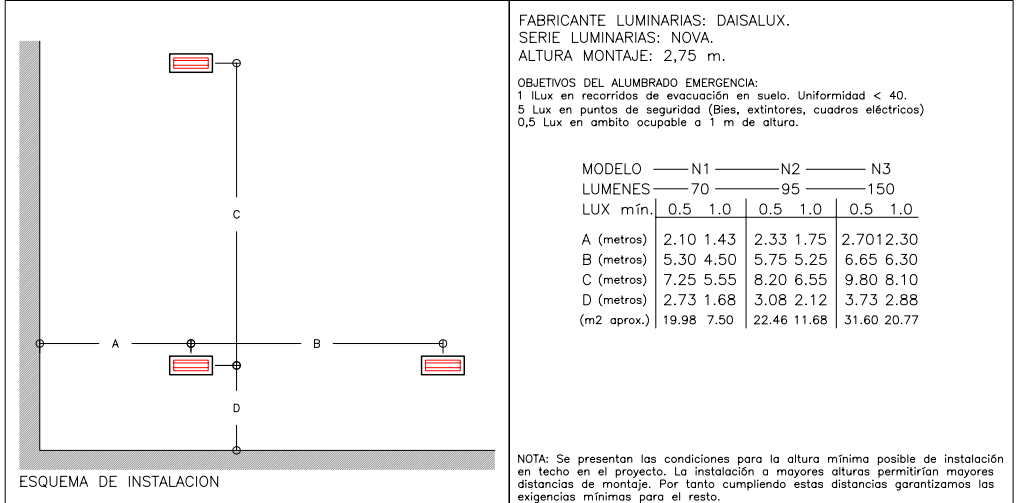 FABRICANTE LUMINARIAS: DAISALUX.
SERIE LUMINARIAS: NOVA.
ALTURA MONTAJE: 2,75 m.
OBJETIVOS DEL ALUMBRADO EMERGENCIA:
1 lLux en recorridos de evacuación en suelo. Uniformidad < 40.
5 Lux en puntos de seguridad (Bies, extintores, cuadros eléctricos)
0,5 Lux en ambito ocupable a 1 m de altura.
MODELO N1 N2 N3
LUMENES 70 95 150
LUX mín. 0.5 1.0 0.5 1.0 0.5 1.0
A (metros) 2.10 1.43 2.33 1.75 2.7012.30
B (metros) 5.30 4.50 5.75 5.25 6.65 6.30
C (metros) 7.25 5.55 8.20 6.55 9.80 8.10
D (metros) 2.73 1.68 3.08 2.12 3.73 2.88
(m2 aprox.) 19.98 7.50 22.46 11.68 31.60 20.77
C
A B
D
ESQUEMA DE INSTALACION
NOTA: Se presentan las condiciones para la altura mínima posible de instalación
en techo en el proyecto. La instalación a mayores alturas permitirían mayores
distancias de montaje. Por tanto cumpliendo estas distancias garantizamos las
exigencias mínimas para el resto.